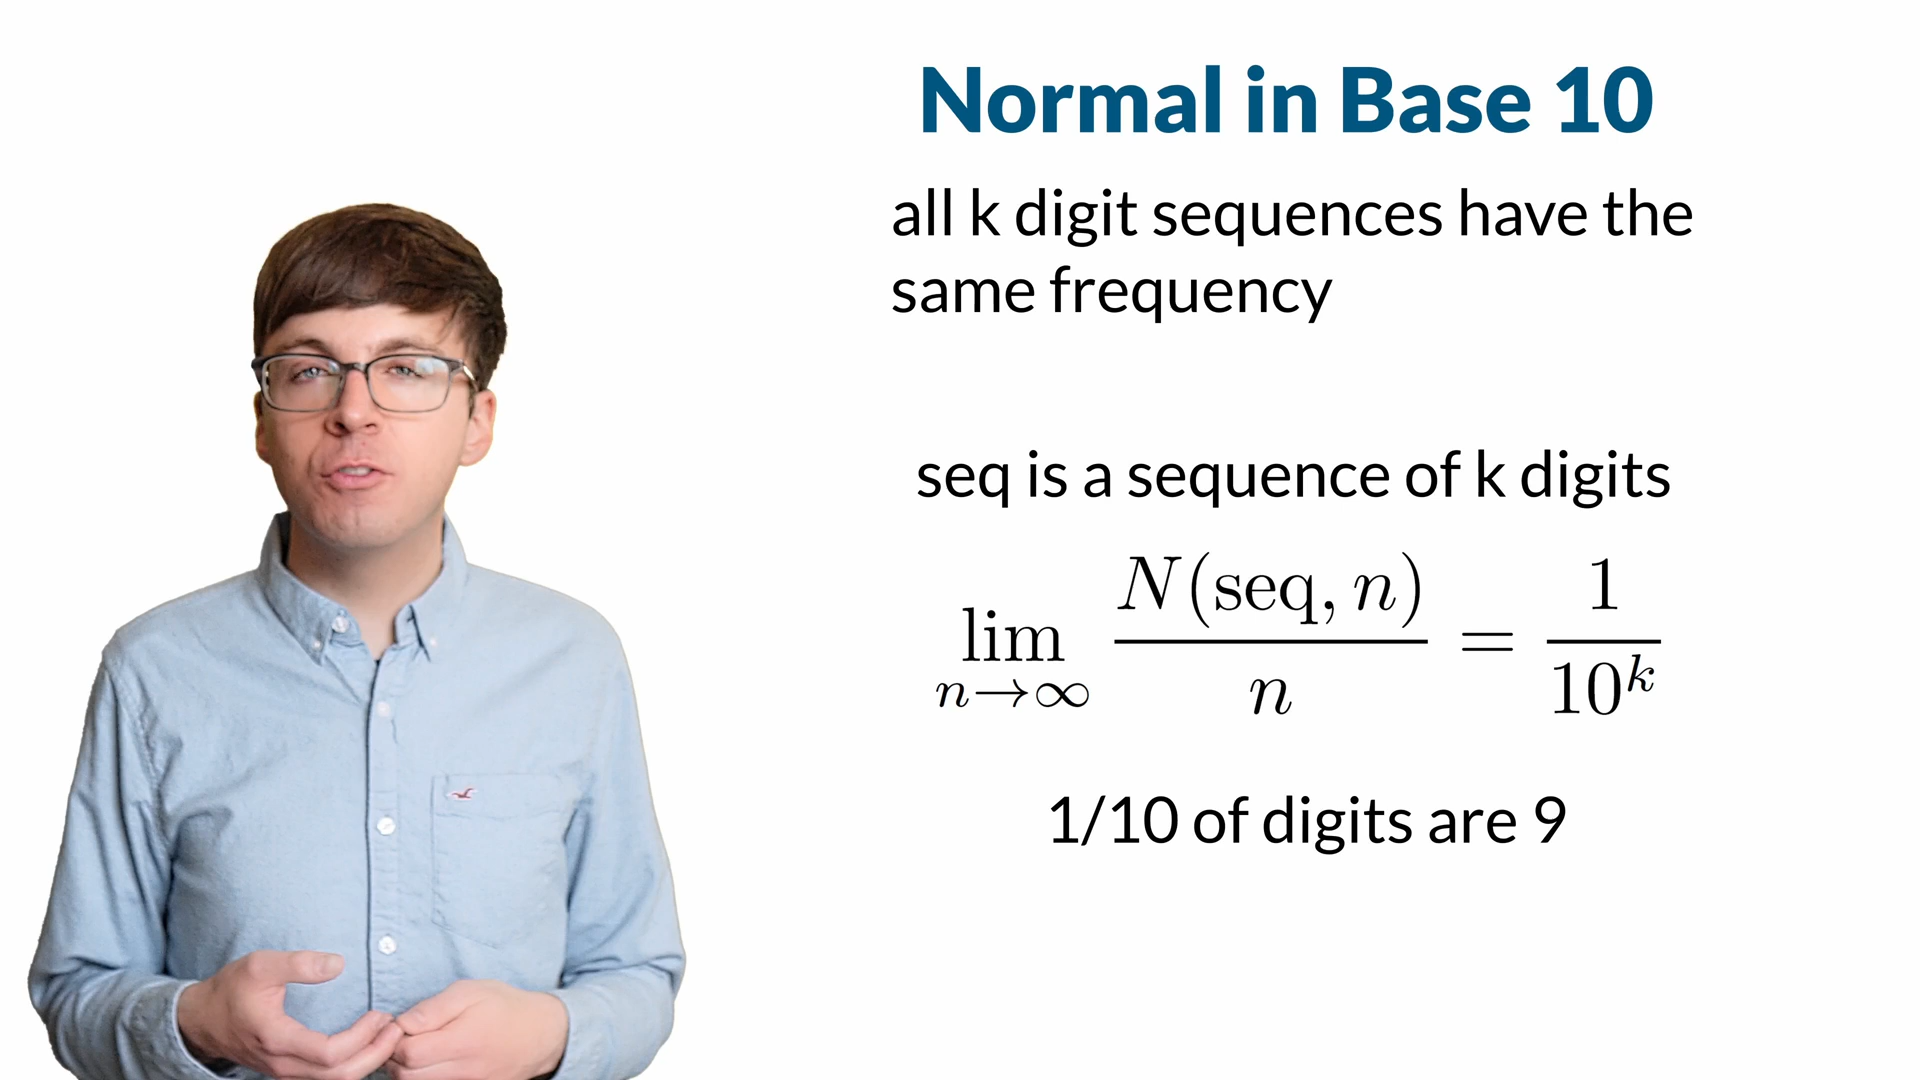 Normal in Base 10
all k digit sequences have the
same frequency
seq is a sequence of k digits
lim n→∞ N(seq, n) / n = 1 / 10^k
1/10 of digits are 9